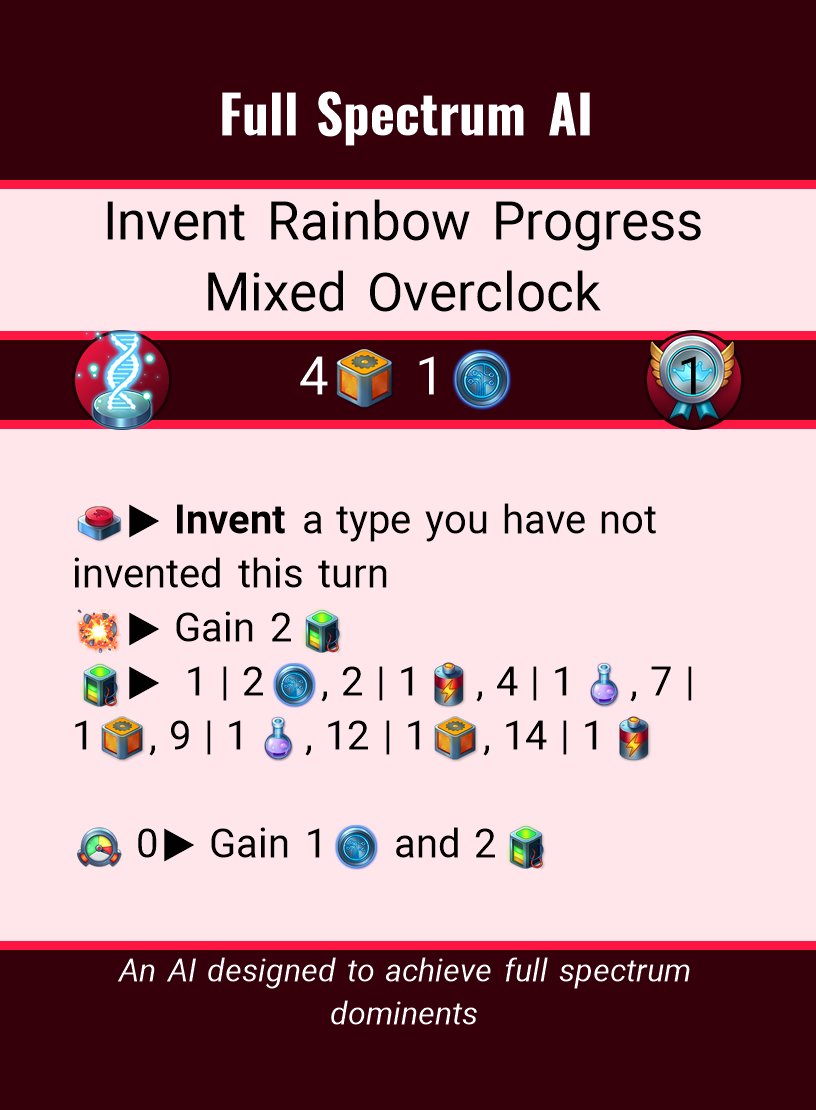 Full Spectrum AI
Invent Rainbow Progress
Mixed Overclock
4 1 1
▶ Invent a type you have not
invented this turn
▶ Gain 2
▶ 1 | 2 , 2 | 1 , 4 | 1 , 7 |
1 , 9 | 1 , 12 | 1 , 14 | 1
0▶ Gain 1 and 2
An AI designed to achieve full spectrum
dominents